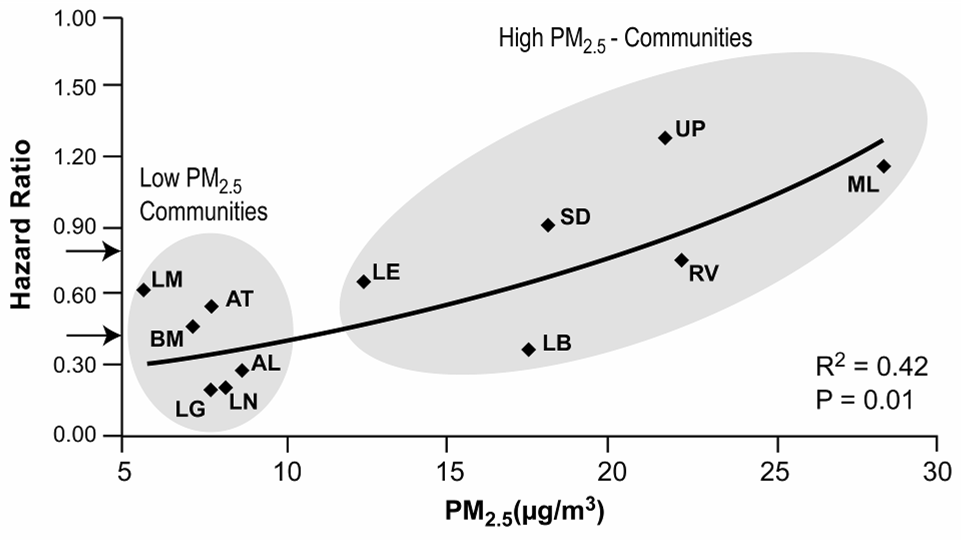 High PM2.5 - Communities
Low PM2.5
Communities
Hazard Ratio
1.00
1.50
1.20
0.90
0.60
0.30
0.00
UP
ML
SD
RV
LE
LM
AT
BM
LB
AL
LG
LN
R2 = 0.42
P = 0.01
5
10
15
20
25
30
PM2.5(µg/m3)